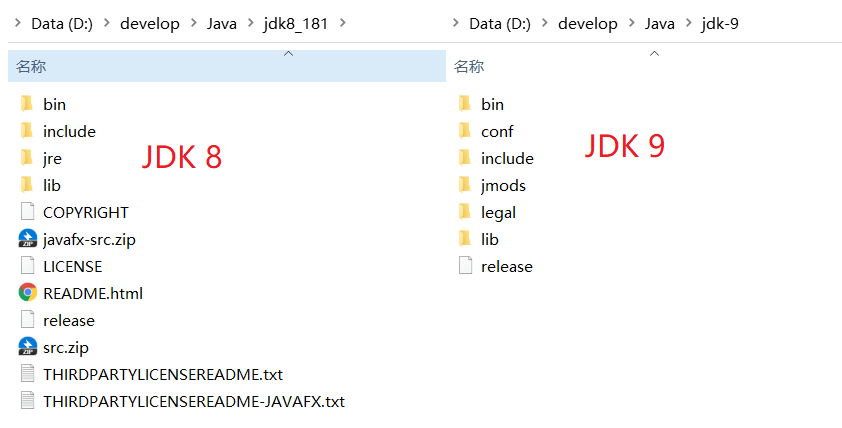 Data (D:) develop Java jdk8_181
名称
bin
include
jre
lib
COPYRIGHT
javafx-src.zip
LICENSE
README.html
release
src.zip
THIRDPARTYLICENSEREADME.txt
THIRDPARTYLICENSEREADME-JAVAFX.txt
JDK 8
Data (D:) develop Java jdk-9
名称
bin
conf
include
jmods
legal
lib
release
JDK 9